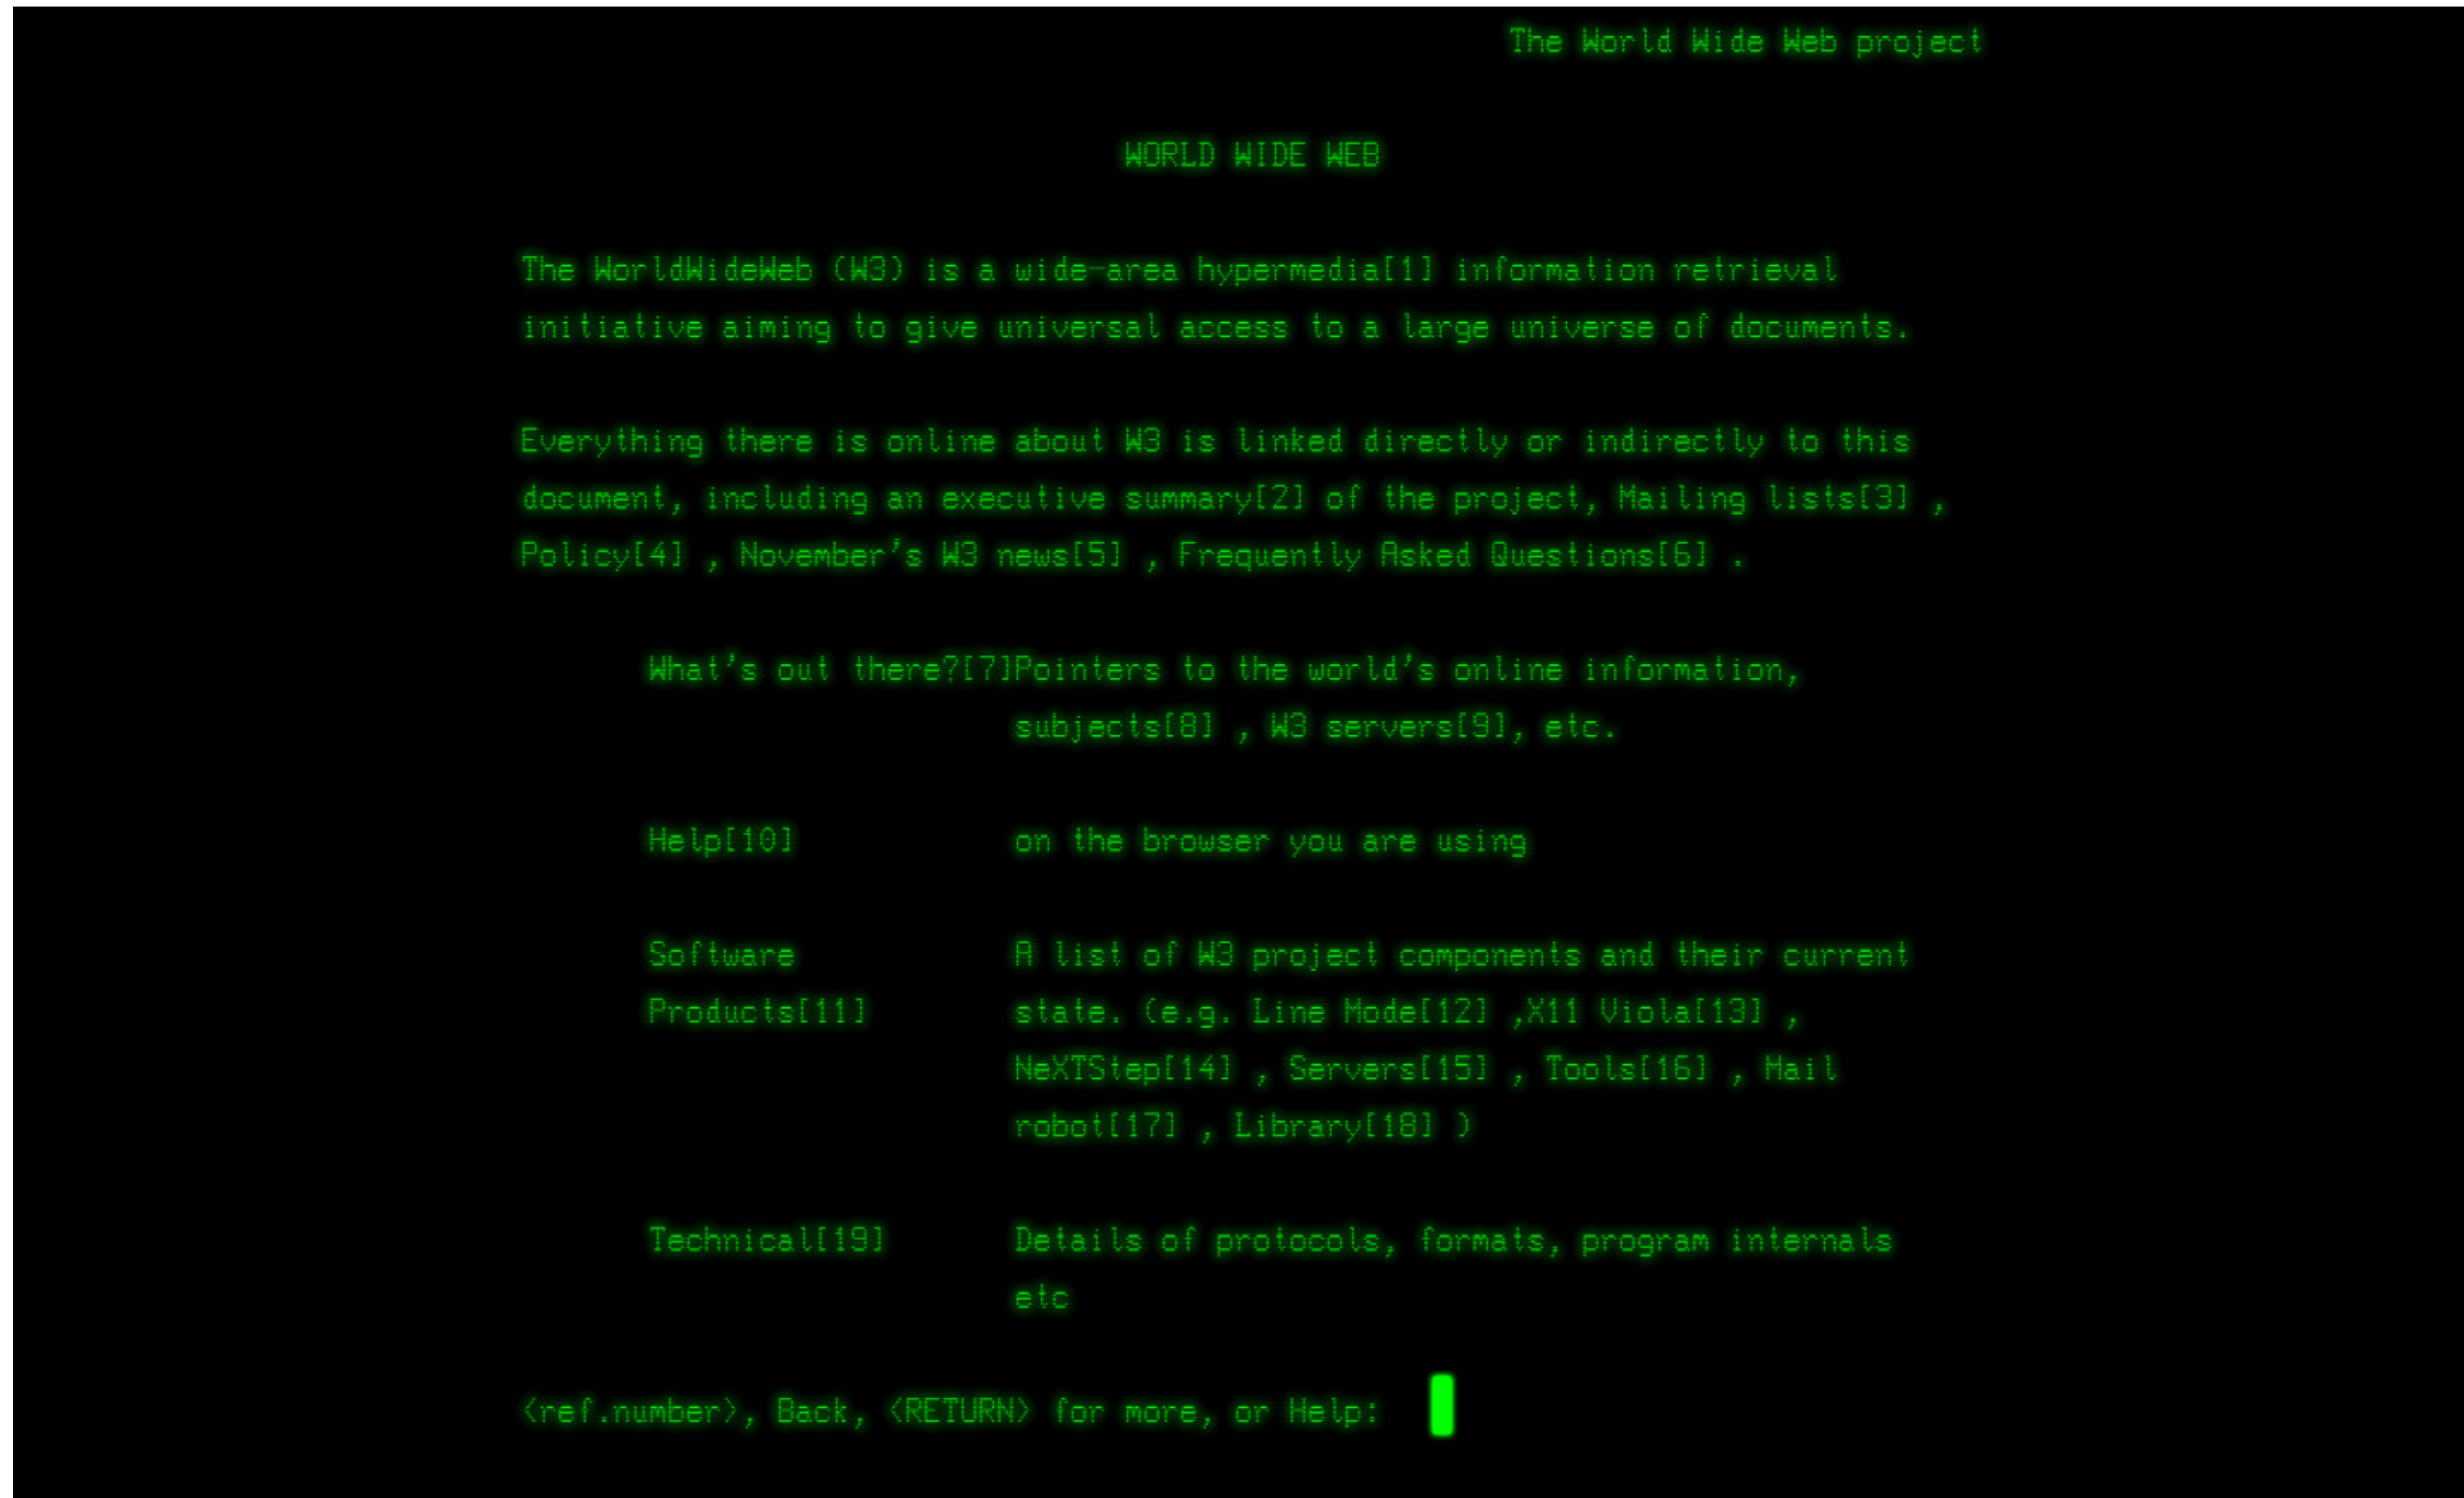 The World Wide Web project
WORLD WIDE WEB
The WorldWideWeb (W3) is a wide-area hypermedia[1] information retrieval
initiative aiming to give universal access to a large universe of documents.
Everything there is online about W3 is linked directly or indirectly to this
document, including an executive summary[2] of the project, Mailing lists[3] ,
Policy[4] , November's W3 news[5] , Frequently Asked Questions[6] .
What's out there?[7]Pointers to the world's online information,
subjects[8] , W3 servers[9], etc.
Help[10] on the browser you are using
Software A list of W3 project components and their current
Products[11] state. (e.g. Line Mode[12] ,X11 Viola[13] ,
NeXTStep[14] , Servers[15] , Tools[16] , Mail
robot[17] , Library[18] )
Technical[19] Details of protocols, formats, program internals
etc
<ref.number>, Back, <RETURN> for more, or Help: